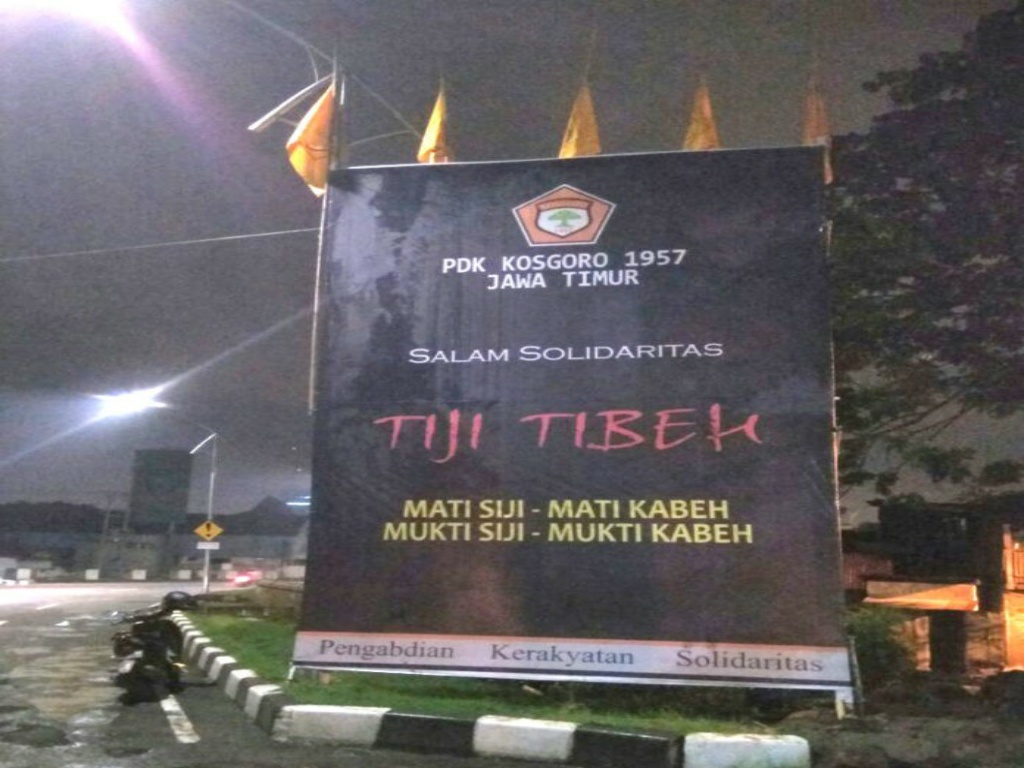 PDK KOSGORO 1957
JAWA TIMUR
SALAM SOLIDARITAS
TIJI TIBEH
MATI SIJI - MATI KABEH
MUKTI SIJI - MUKTI KABEH
Pengabdian Kerakyatan Solidaritas